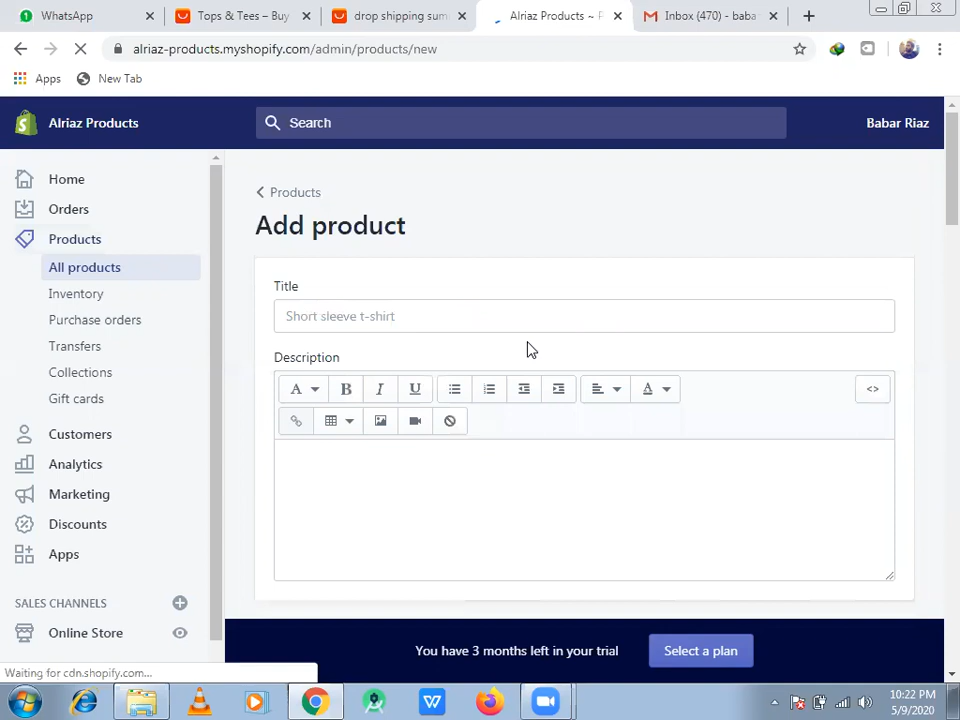 WhatsApp
Tops & Tees – Buy
drop shipping sum
Alriaz Products ~ P
Inbox (470) - baba
alriaz-products.myshopify.com/admin/products/new
Apps
New Tab
Alriaz Products
Search
Babar Riaz
Home
Orders
Products
All products
Inventory
Purchase orders
Transfers
Collections
Gift cards
Customers
Analytics
Marketing
Discounts
Apps
SALES CHANNELS
Online Store
Products
Add product
Title
Short sleeve t-shirt
Description
A
B
I
U
A
<>
You have 3 months left in your trial
Select a plan
Waiting for cdn.shopify.com...
10:22 PM
5/9/2020